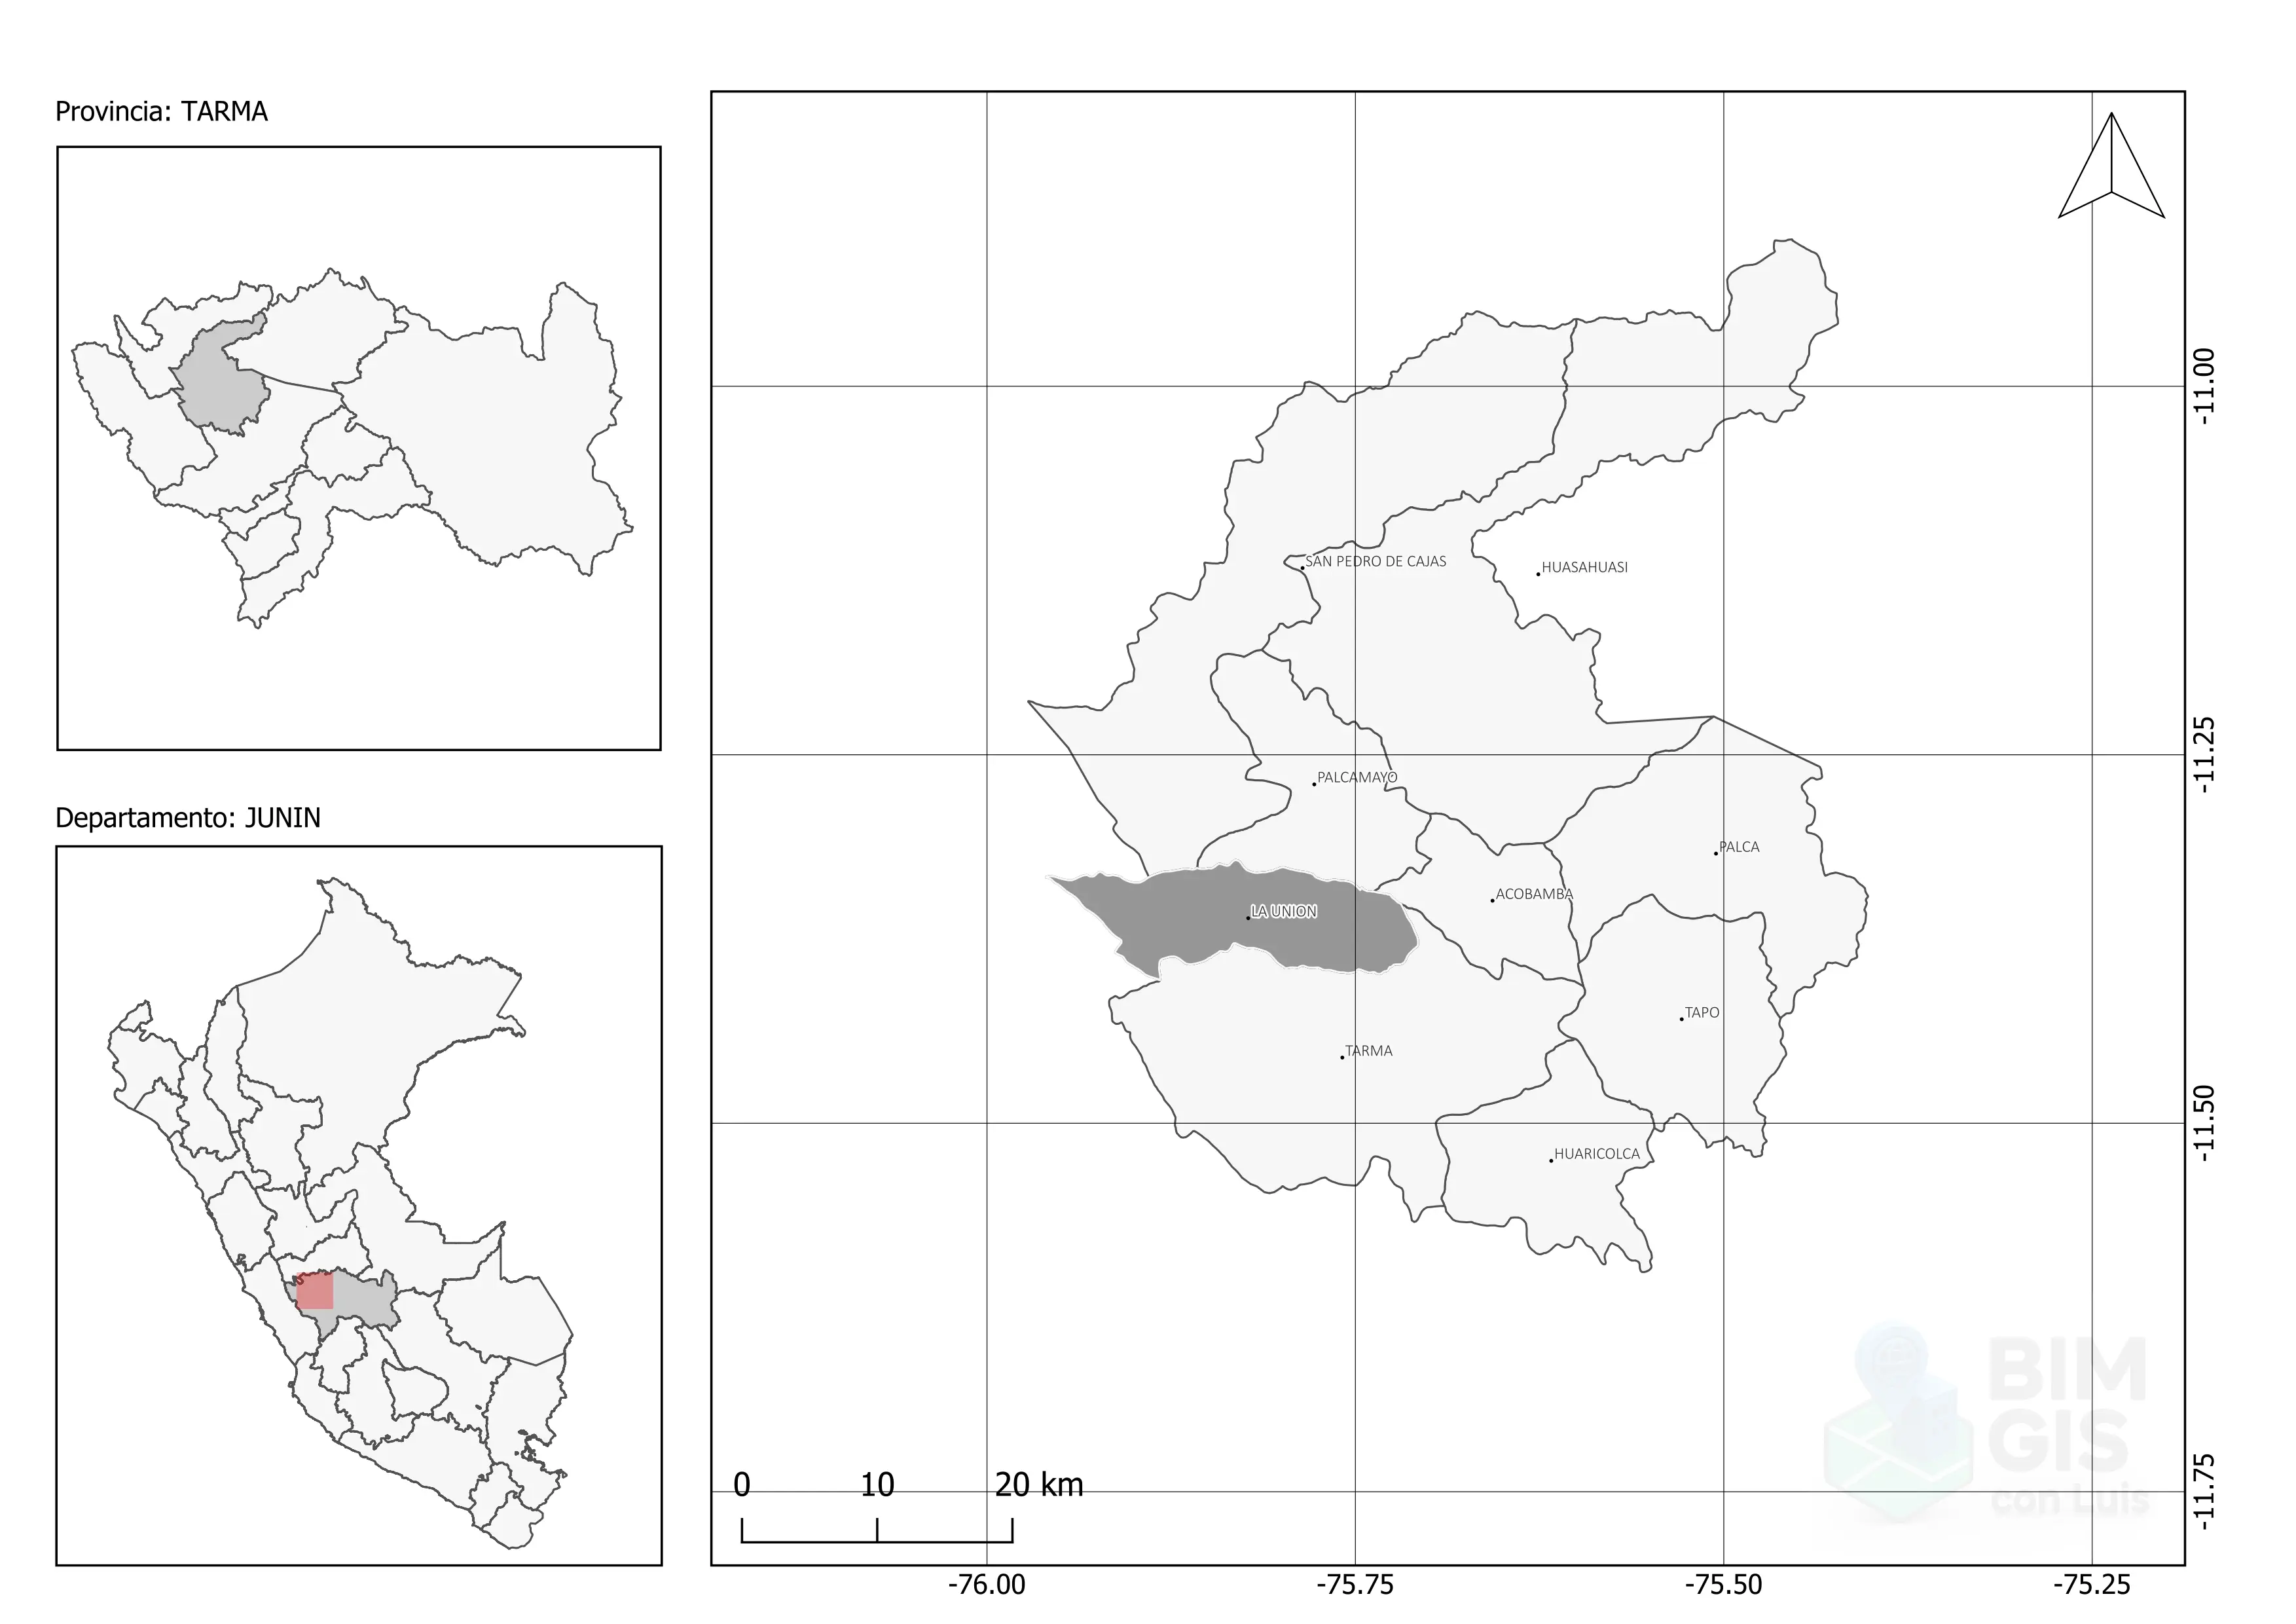 Provincia: TARMA
Departamento: JUNIN
SAN PEDRO DE CAJAS
HUASAHUASI
PALCAMAYO
PALCA
ACOBAMBA
LA UNION
TAPO
TARMA
HUARICOLCA
-11.00
-11.25
-11.50
-11.75
0 10 20 km
-76.00 -75.75 -75.50 -75.25
BIM
GIS
con Luis